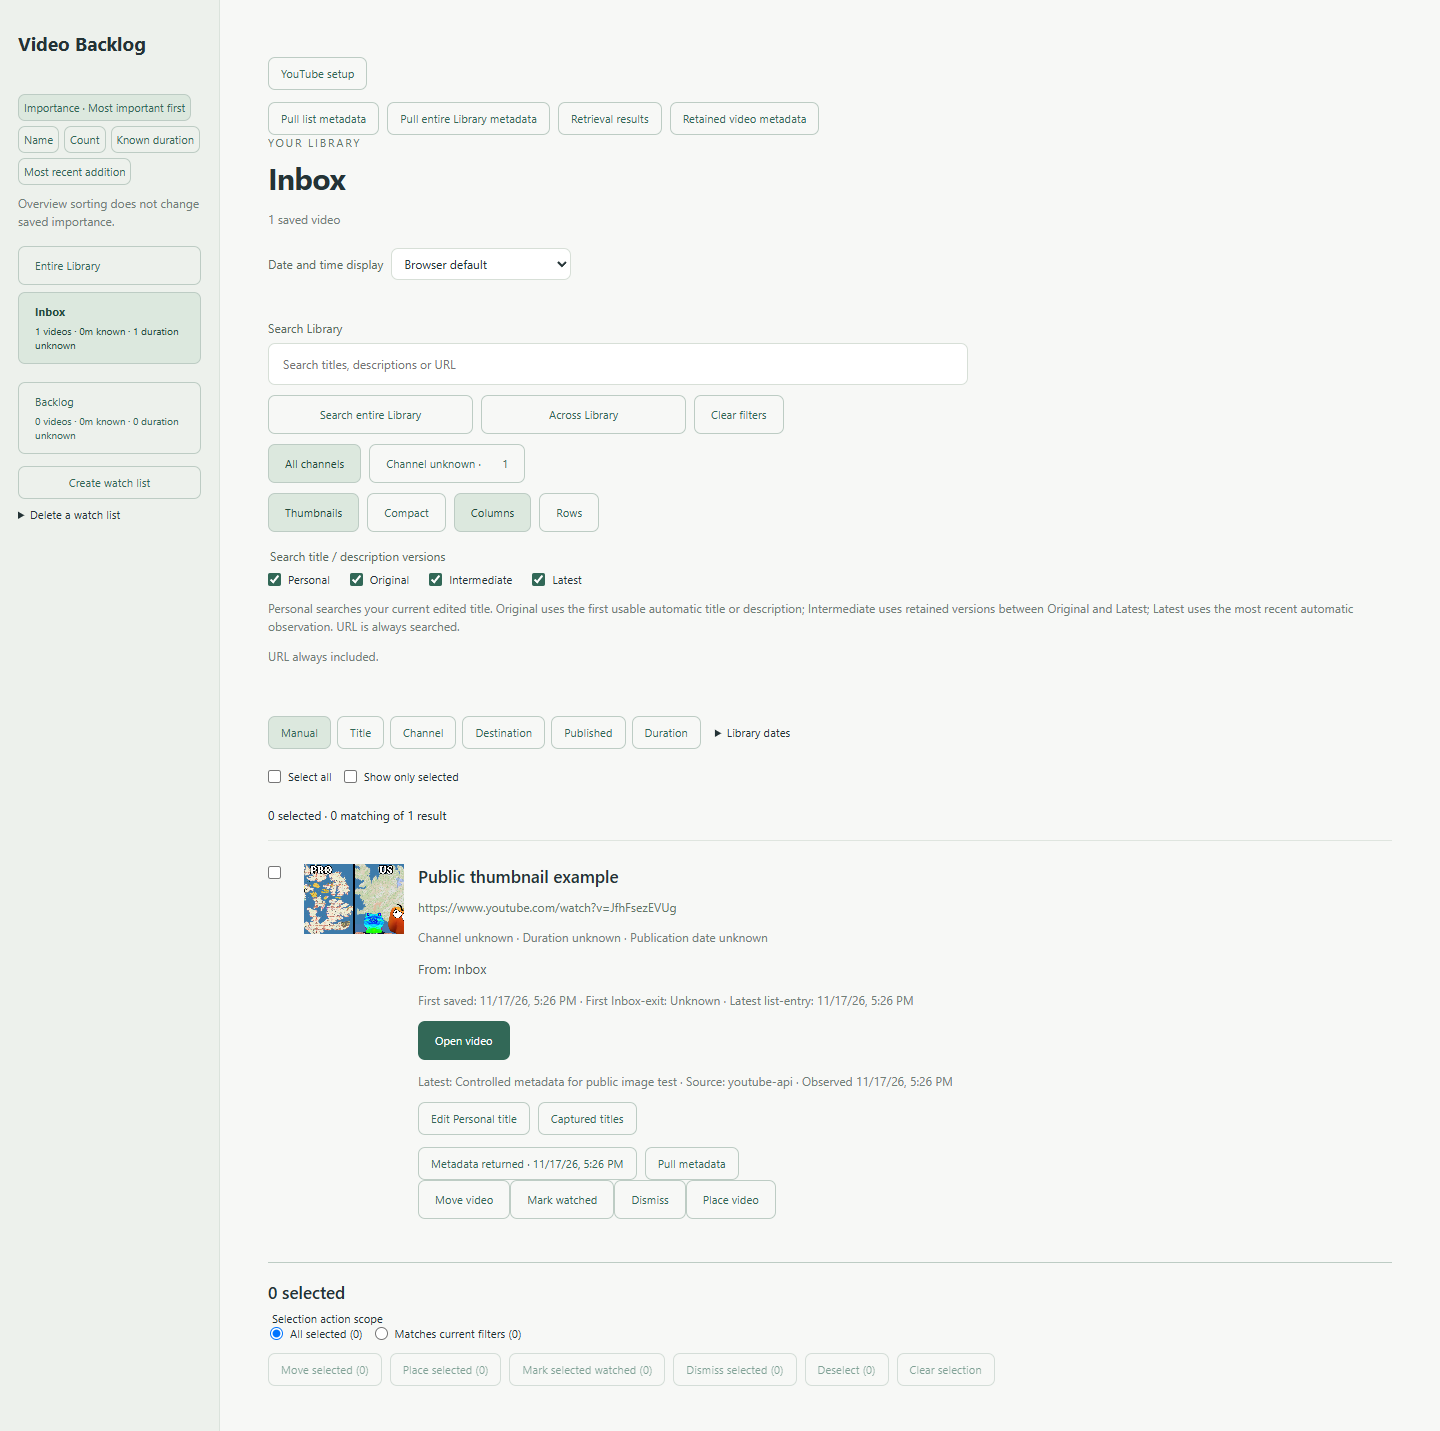 Video Backlog
Importance · Most important first
Name
Count
Known duration
Most recent addition
Overview sorting does not change
saved importance.
Entire Library
Inbox
1 videos · 0m known · 1 duration
unknown
Backlog
0 videos · 0m known · 0 duration
unknown
Create watch list
Delete a watch list
YouTube setup
Pull list metadata
Pull entire Library metadata
Retrieval results
Retained video metadata
YOUR LIBRARY
Inbox
1 saved video
Date and time display
Browser default
Search Library
Search titles, descriptions or URL
Search entire Library
Across Library
Clear filters
All channels
Channel unknown · 1
Thumbnails
Compact
Columns
Rows
Search title / description versions
Personal
Original
Intermediate
Latest
Personal searches your current edited title. Original uses the first usable automatic title or description; Intermediate uses retained versions between Original and Latest; Latest uses the most recent automatic
observation. URL is always searched.
URL always included.
Manual
Title
Channel
Destination
Published
Duration
Library dates
Select all
Show only selected
0 selected · 0 matching of 1 result
PRO
US
Public thumbnail example
https://www.youtube.com/watch?v=JfhFsezEVUg
Channel unknown · Duration unknown · Publication date unknown
From: Inbox
First saved: 11/17/26, 5:26 PM · First Inbox-exit: Unknown · Latest list-entry: 11/17/26, 5:26 PM
Open video
Latest: Controlled metadata for public image test · Source: youtube-api · Observed 11/17/26, 5:26 PM
Edit Personal title
Captured titles
Metadata returned · 11/17/26, 5:26 PM
Pull metadata
Move video
Mark watched
Dismiss
Place video
0 selected
Selection action scope
All selected (0)
Matches current filters (0)
Move selected (0)
Place selected (0)
Mark selected watched (0)
Dismiss selected (0)
Deselect (0)
Clear selection